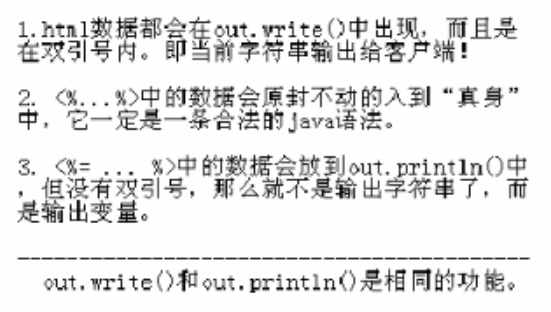 1.html数据都会在out.write()中出现，而且是
在双引号内。即当前字符串输出给客户端！
2. <%...%>中的数据会原封不动的入到“真身”
中，它一定是一条合法的java语法。
3. <%= ... %>中的数据会放到out.println()中
，但没有双引号，那么就不是输出字符串了，而
是输出变量。
------------------------------------------
out.write()和out.println()是相同的功能。